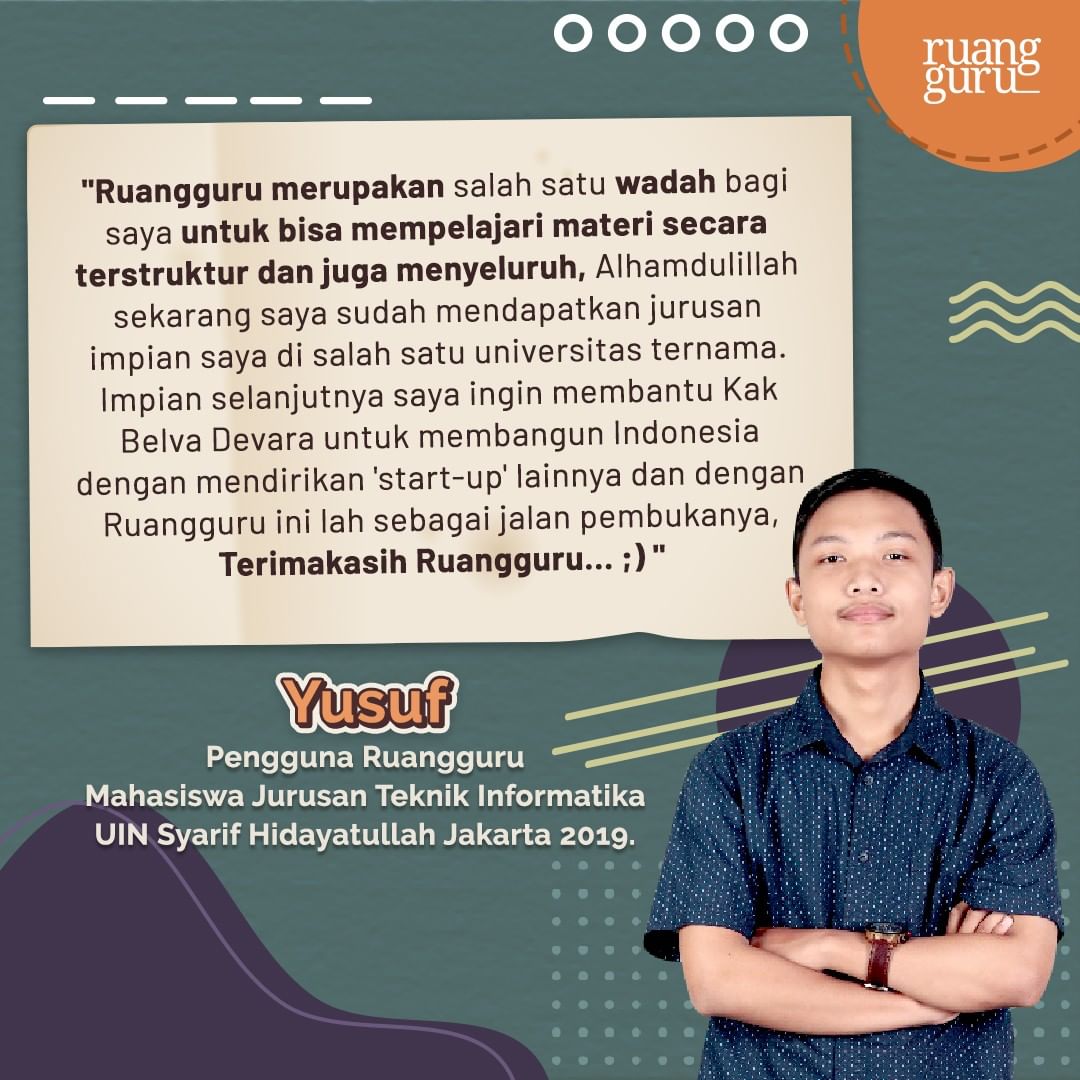 ruang
guru
"Ruangguru merupakan salah satu wadah bagi
saya untuk bisa mempelajari materi secara
terstruktur dan juga menyeluruh, Alhamdulillah
sekarang saya sudah mendapatkan jurusan
impian saya di salah satu universitas ternama.
Impian selanjutnya saya ingin membantu Kak
Belva Devara untuk membangun Indonesia
dengan mendirikan 'start-up' lainnya dan dengan
Ruangguru ini lah sebagai jalan pembukanya,
Terimakasih Ruangguru... ;) "
Yusuf
Pengguna Ruangguru
Mahasiswa Jurusan Teknik Informatika
UIN Syarif Hidayatullah Jakarta 2019.